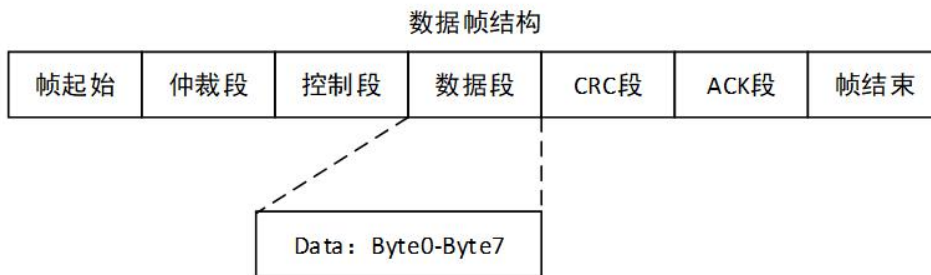 数据帧结构
帧起始 仲裁段 控制段 数据段 CRC段 ACK段 帧结束
Data：Byte0-Byte7